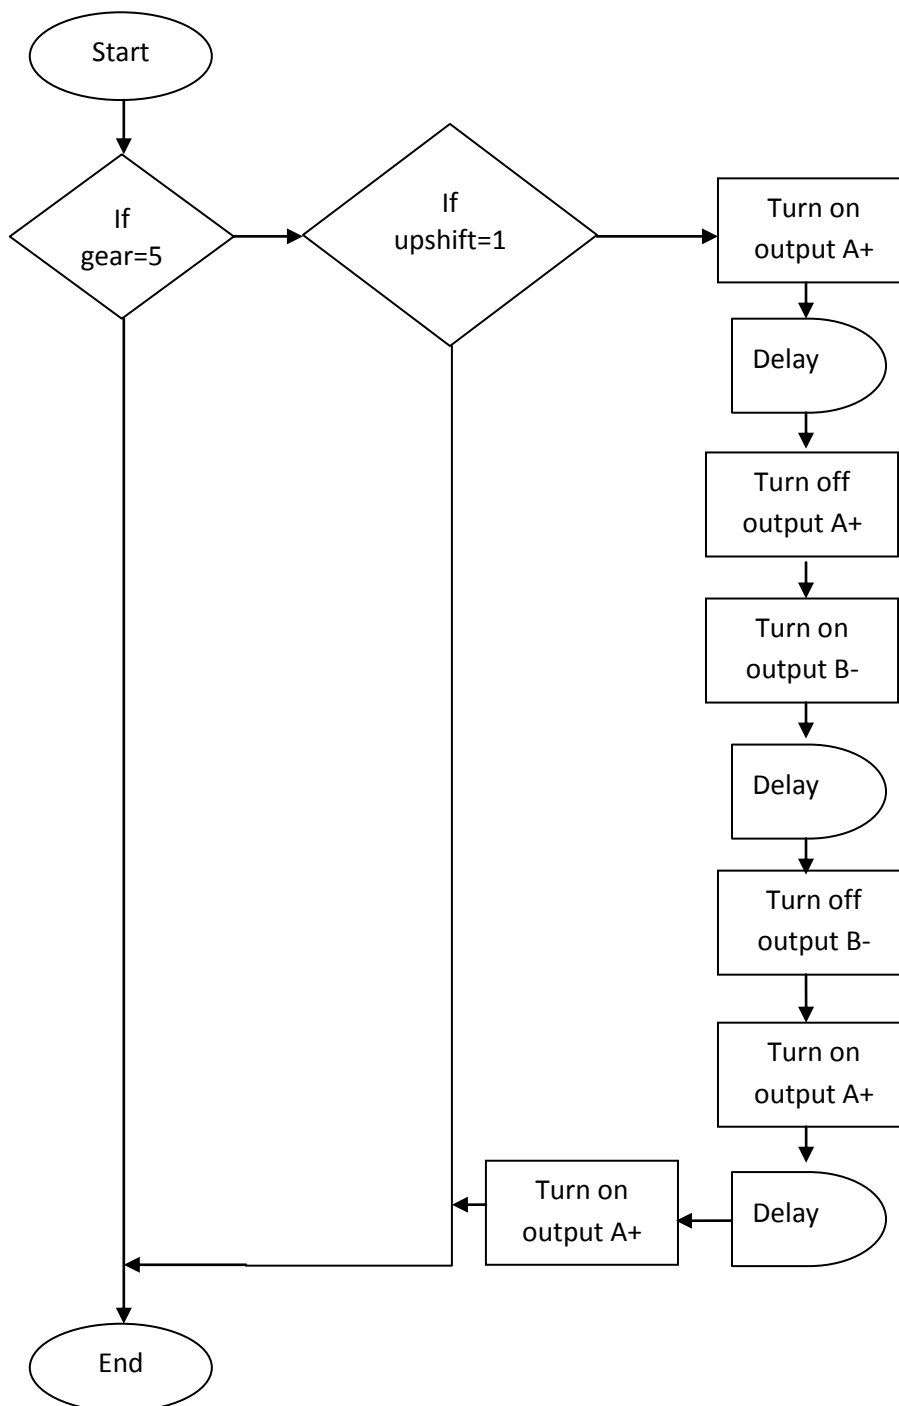 Start
If
gear=5
If
upshift=1
Turn on
output A+
Delay
Turn off
output A+
Turn on
output B-
Delay
Turn off
output B-
Turn on
output A+
Delay
Turn on
output A+
End